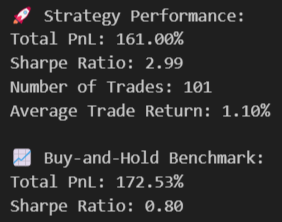 🚀 Strategy Performance:
Total PnL: 161.00%
Sharpe Ratio: 2.99
Number of Trades: 101
Average Trade Return: 1.10%
📈 Buy-and-Hold Benchmark:
Total PnL: 172.53%
Sharpe Ratio: 0.80